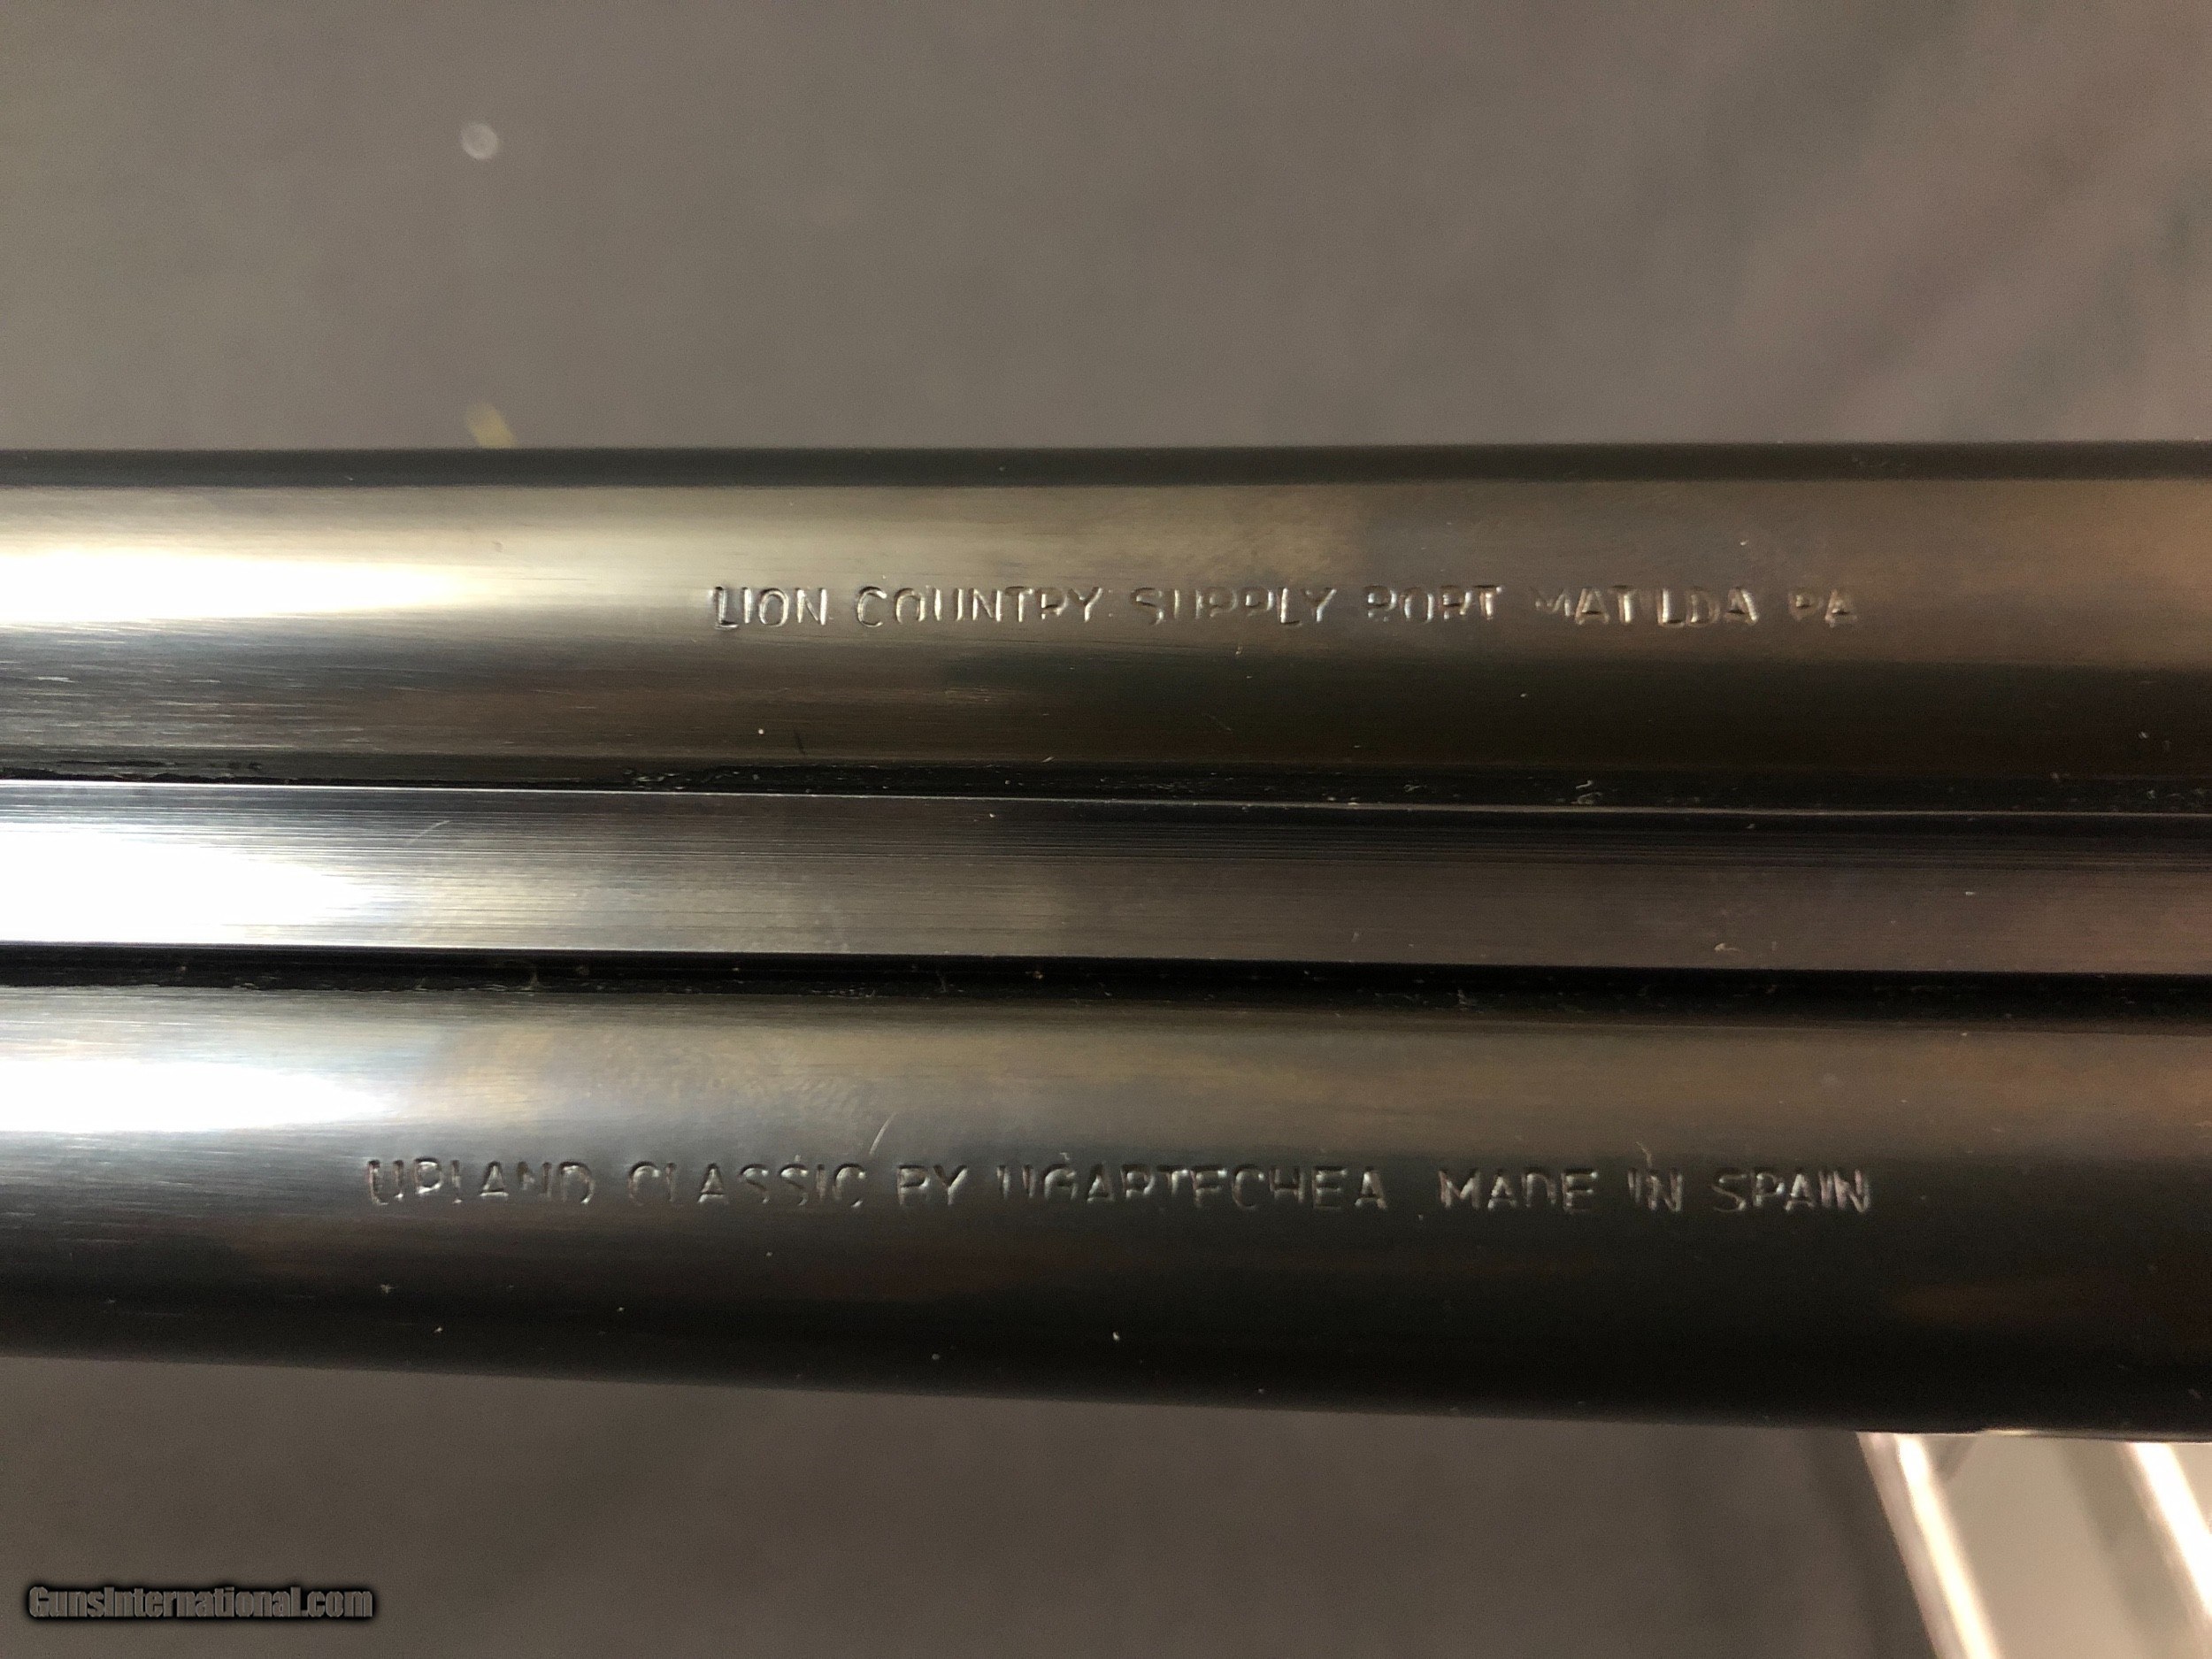 LION COUNTRY SUPPLY PORT MATILDA PA
UPLAND CLASSIC BY UGARTECHEA MADE IN SPAIN
GunsInternational.com